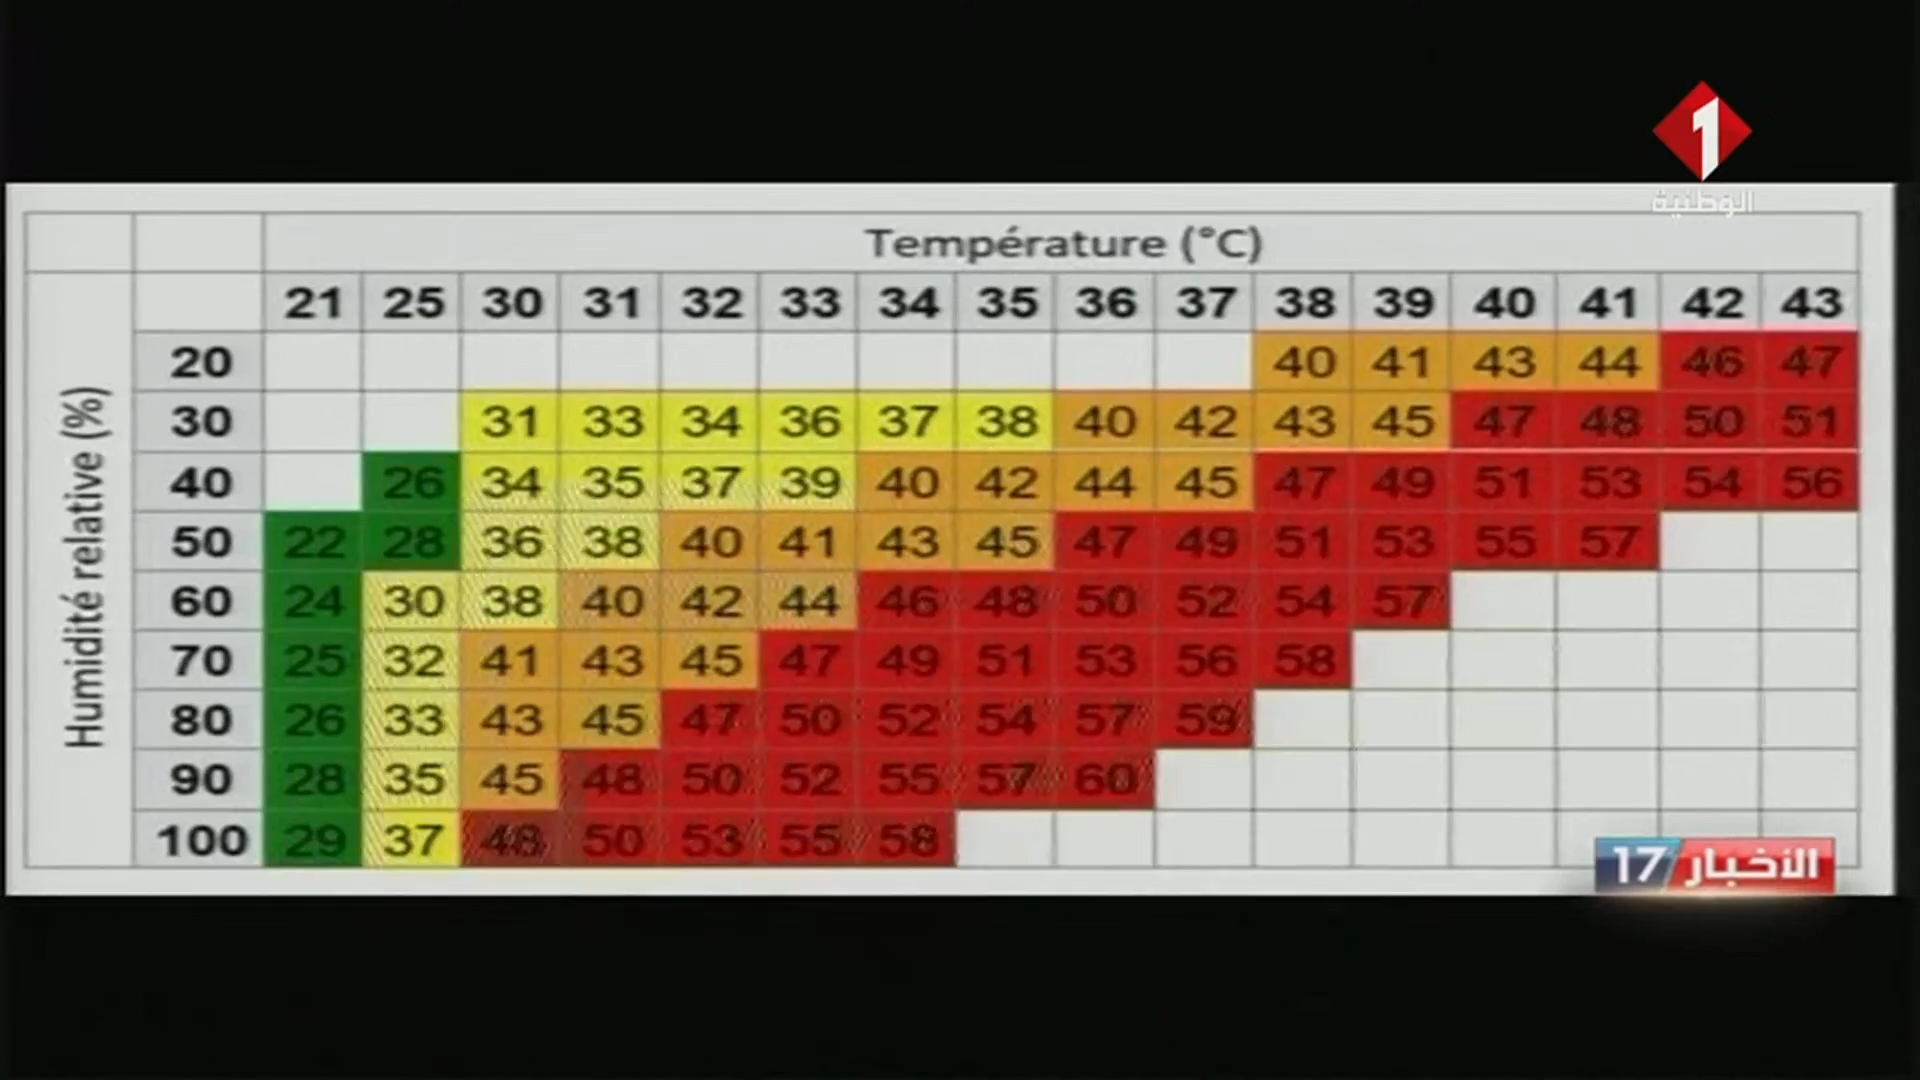 1
الوطنية
Température (°C)
21 25 30 31 32 33 34 35 36 37 38 39 40 41 42 43
Humidité relative (%)
20 40 41 43 44 46 47
30 31 33 34 36 37 38 40 42 43 45 47 48 50 51
40 26 34 35 37 39 40 42 44 45 47 49 51 53 54 56
50 22 28 36 38 40 41 43 45 47 49 51 53 55 57
60 24 30 38 40 42 44 46 48 50 52 54 57
70 25 32 41 43 45 47 49 51 53 56 58
80 26 33 43 45 47 50 52 54 57 59
90 28 35 45 48 50 52 55 57 60
100 29 37 48 50 53 55 58
الأخبار 17